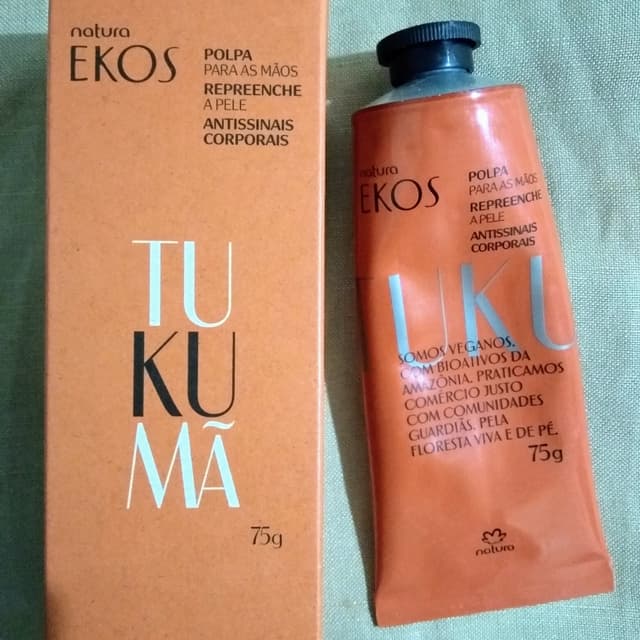 natura
EKOS
POLPA
PARA AS MÃOS
REPREENCHE
A PELE
ANTISSINAIS
CORPORAIS
TU
KU
MÃ
75g
natura
EKOS
POLPA
PARA AS MÃOS
REPREENCHE
A PELE
ANTISSINAIS
CORPORAIS
TUKU
SOMOS VEGANOS.
COM BIOATIVOS DA
AMAZÔNIA. PRATICAMOS
COMÉRCIO JUSTO
COM COMUNIDADES
GUARDIÃS. PELA
FLORESTA VIVA E DE PÉ.
75g
natura